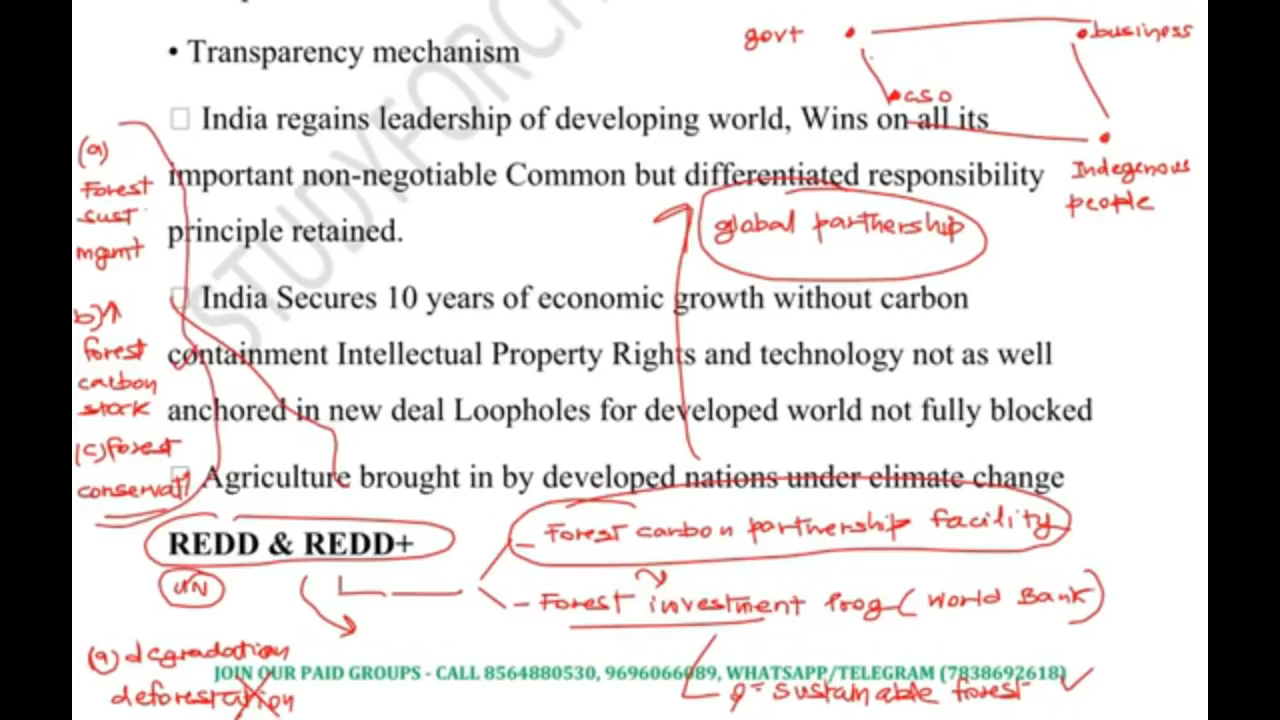 govt
business
• Transparency mechanism
cso
India regains leadership of developing world, Wins on all its
(a)
Forest
sust
mgmt
important non-negotiable Common but differentiated responsibility
Indegenous
people
principle retained.
global partnership
India Secures 10 years of economic growth without carbon
b)↑
forest
carbon
stock
containment Intellectual Property Rights and technology not as well
anchored in new deal Loopholes for developed world not fully blocked
(c) forest
conservati
Agriculture brought in by developed nations under climate change
REDD & REDD+
UN
- Forest carbon partnership facility
- Forest investment Prog (World Bank)
(a) degradation
deforestation
JOIN OUR PAID GROUPS - CALL 8564880530, 9696066089, WHATSAPP/TELEGRAM (7838692618)
sustainable forest